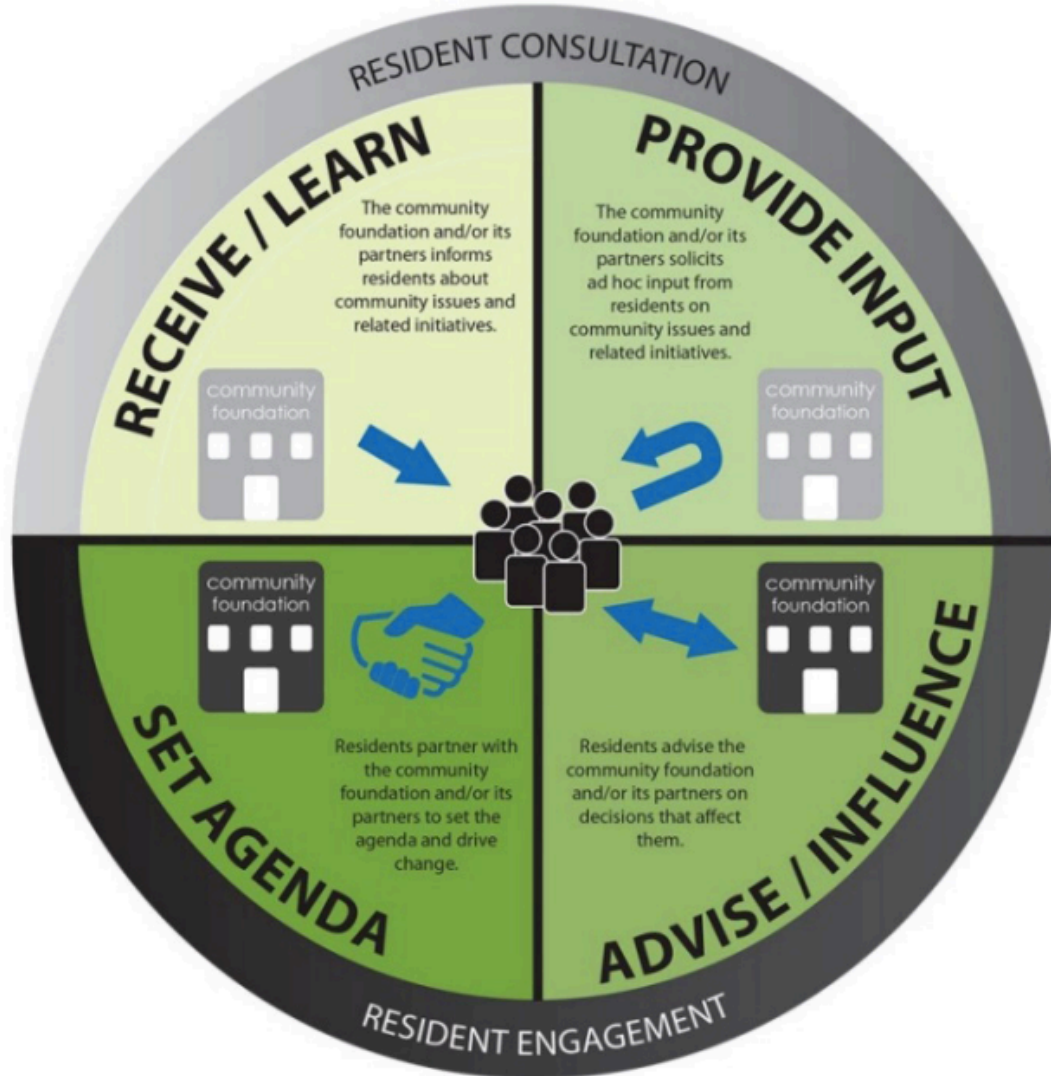 RESIDENT CONSULTATION
RECEIVE / LEARN
The community
foundation and/or its
partners informs
residents about
community issues and
related initiatives.
community
foundation
PROVIDE INPUT
The community
foundation and/or its
partners solicits
ad hoc input from
residents on
community issues and
related initiatives.
community
foundation
community
foundation
SET AGENDA
Residents partner with
the community
foundation and/or its
partners to set the
agenda and drive
change.
community
foundation
ADVISE / INFLUENCE
Residents advise the
community foundation
and/or its partners on
decisions that affect
them.
RESIDENT ENGAGEMENT